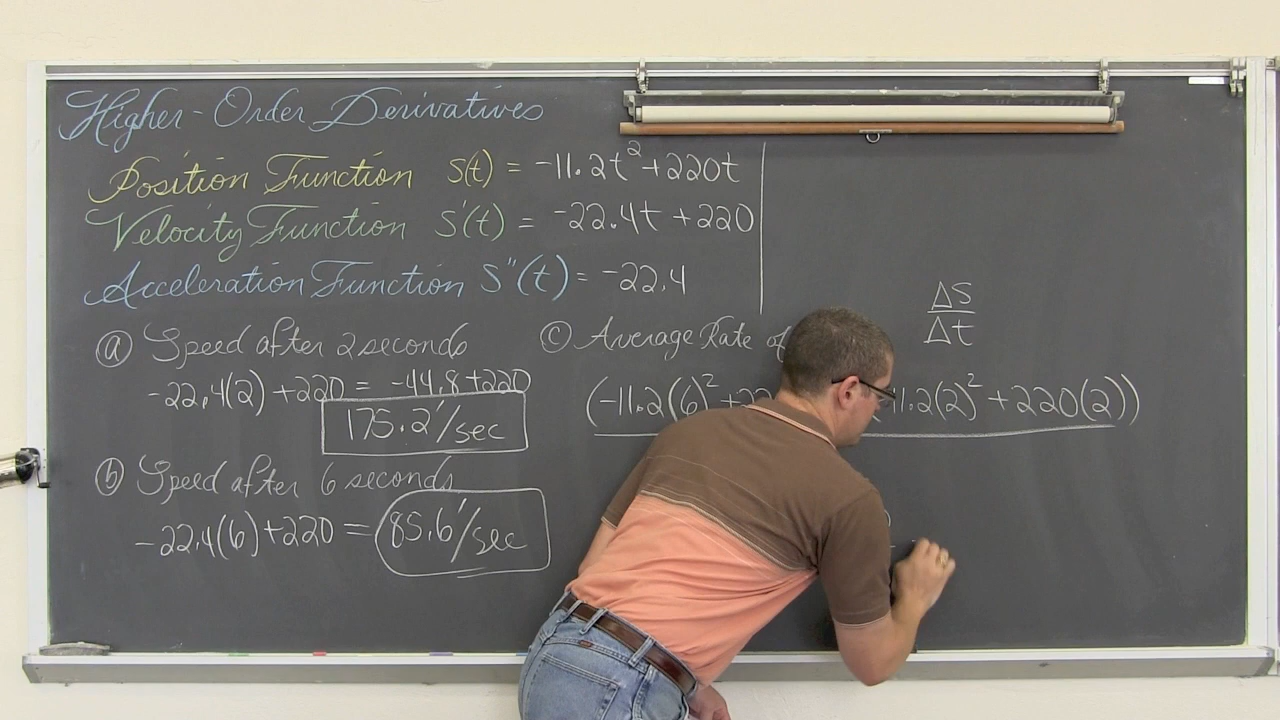 Higher-Order Derivatives
Position Function S(t) = -11.2t²+220t
Velocity Function S'(t) = -22.4t +220
Acceleration Function S"(t) = -22.4
ⓐ Speed after 2 seconds
-22.4(2)+220 = -44.8+220
175.2'/sec
ⓑ Speed after 6 seconds
-22.4(6)+220 = 85.6'/sec
ⓒ Average Rate of
ΔS
Δt
(-11.2(6)²+22 11.2(2)²+220(2))